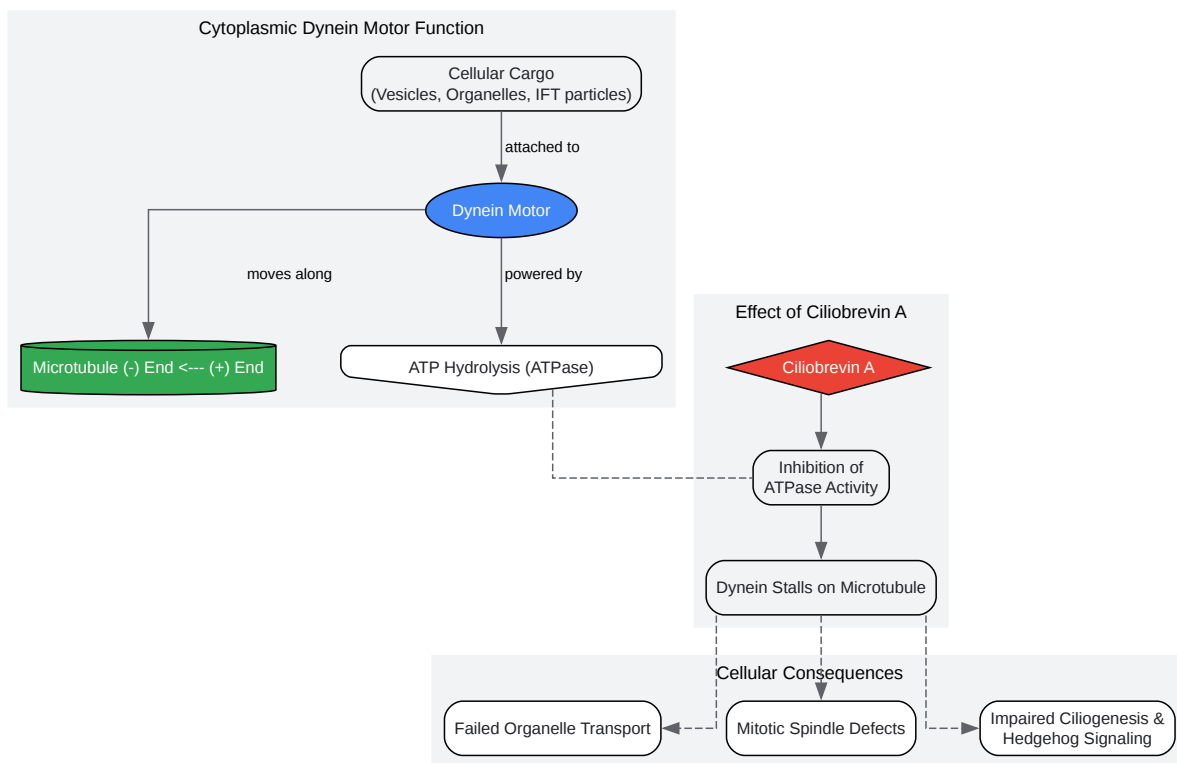 Cytoplasmic Dynein Motor Function
Cellular Cargo
(Vesicles, Organelles, IFT particles)
attached to
Dynein Motor
moves along
powered by
Microtubule (-) End <--- (+) End
ATP Hydrolysis (ATPase)
Effect of Ciliobrevin A
Ciliobrevin A
Inhibition of
ATPase Activity
Dynein Stalls on Microtubule
Cellular Consequences
Failed Organelle Transport
Mitotic Spindle Defects
Impaired Ciliogenesis &
Hedgehog Signaling